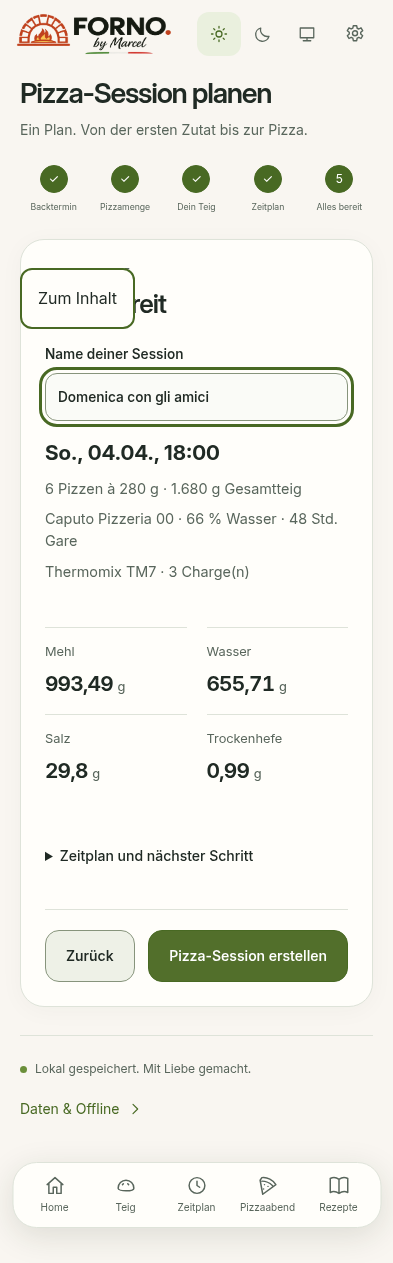 FORNO.
by Marcel
Pizza-Session planen
Ein Plan. Von der ersten Zutat bis zur Pizza.
5
Backtermin Pizzamenge Dein Teig Zeitplan Alles bereit
Zum Inhalt
Name deiner Session
Domenica con gli amici
So., 04.04., 18:00
6 Pizzen à 280 g · 1.680 g Gesamtteig
Caputo Pizzeria 00 · 66 % Wasser · 48 Std.
Gare
Thermomix TM7 · 3 Charge(n)
Mehl Wasser
993,49 g 655,71 g
Salz Trockenhefe
29,8 g 0,99 g
Zeitplan und nächster Schritt
Zurück Pizza-Session erstellen
Lokal gespeichert. Mit Liebe gemacht.
Daten & Offline
Home Teig Zeitplan Pizzaabend Rezepte